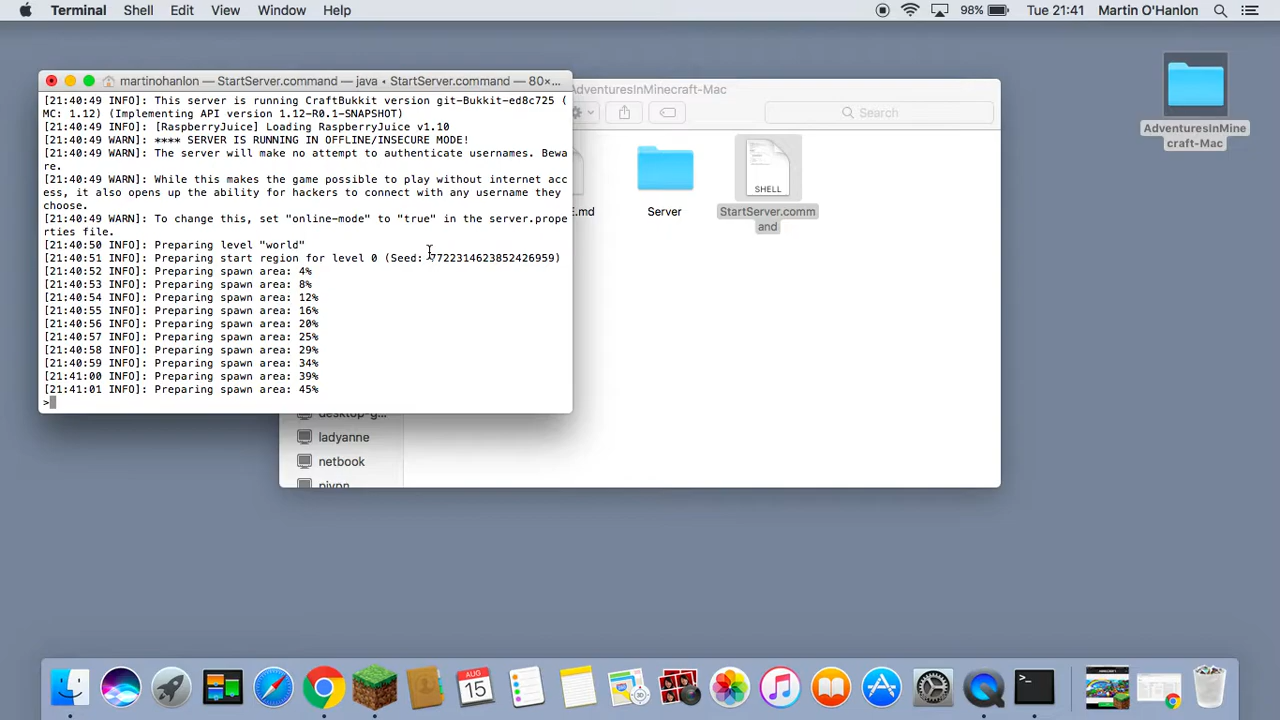 Terminal Shell Edit View Window Help 98% Tue 21:41 Martin O'Hanlon
martinohanlon — StartServer.command — java ◂ StartServer.command — 80×...
[21:40:49 INFO]: This server is running CraftBukkit version git-Bukkit-ed8c725 (
MC: 1.12) (Implementing API version 1.12-R0.1-SNAPSHOT)
[21:40:49 INFO]: [RaspberryJuice] Loading RaspberryJuice v1.10
[21:40:49 WARN]: **** SERVER IS RUNNING IN OFFLINE/INSECURE MODE!
[21:40:49 WARN]: The server will make no attempt to authenticate usernames. Bewa
re.
[21:40:49 WARN]: While this makes the game possible to play without internet acc
ess, it also opens up the ability for hackers to connect with any username they
choose.
[21:40:49 WARN]: To change this, set "online-mode" to "true" in the server.prope
rties file.
[21:40:50 INFO]: Preparing level "world"
[21:40:51 INFO]: Preparing start region for level 0 (Seed: 7722314623852426959)
[21:40:52 INFO]: Preparing spawn area: 4%
[21:40:53 INFO]: Preparing spawn area: 8%
[21:40:54 INFO]: Preparing spawn area: 12%
[21:40:55 INFO]: Preparing spawn area: 16%
[21:40:56 INFO]: Preparing spawn area: 20%
[21:40:57 INFO]: Preparing spawn area: 25%
[21:40:58 INFO]: Preparing spawn area: 29%
[21:40:59 INFO]: Preparing spawn area: 34%
[21:41:00 INFO]: Preparing spawn area: 39%
[21:41:01 INFO]: Preparing spawn area: 45%
>
AdventuresInMinecraft-Mac
Search
SHELL
E.md
Server
StartServer.comm
and
desktop-g...
ladyanne
netbook
pivpn
AdventuresInMine
craft-Mac
AUG
15
3D
>_